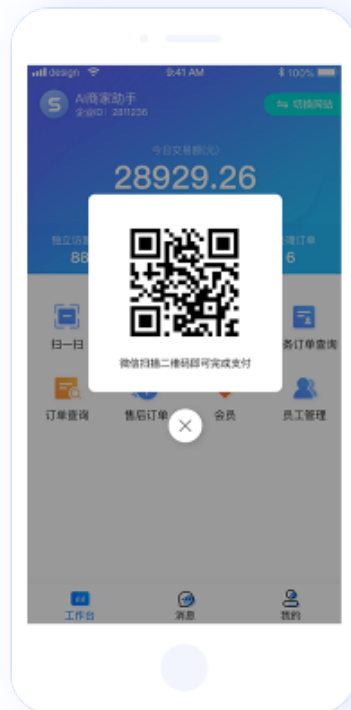 design 9:41 AM 100%
AI商家助手
企业ID: 2811256
切换网站
今日交易额(元)
28929.26
独立访
88
理订单
6
扫一扫
务订单查询
微信扫描二维码即可完成支付
订单查询 售后订单 会员 员工管理
工作台 消息 我的